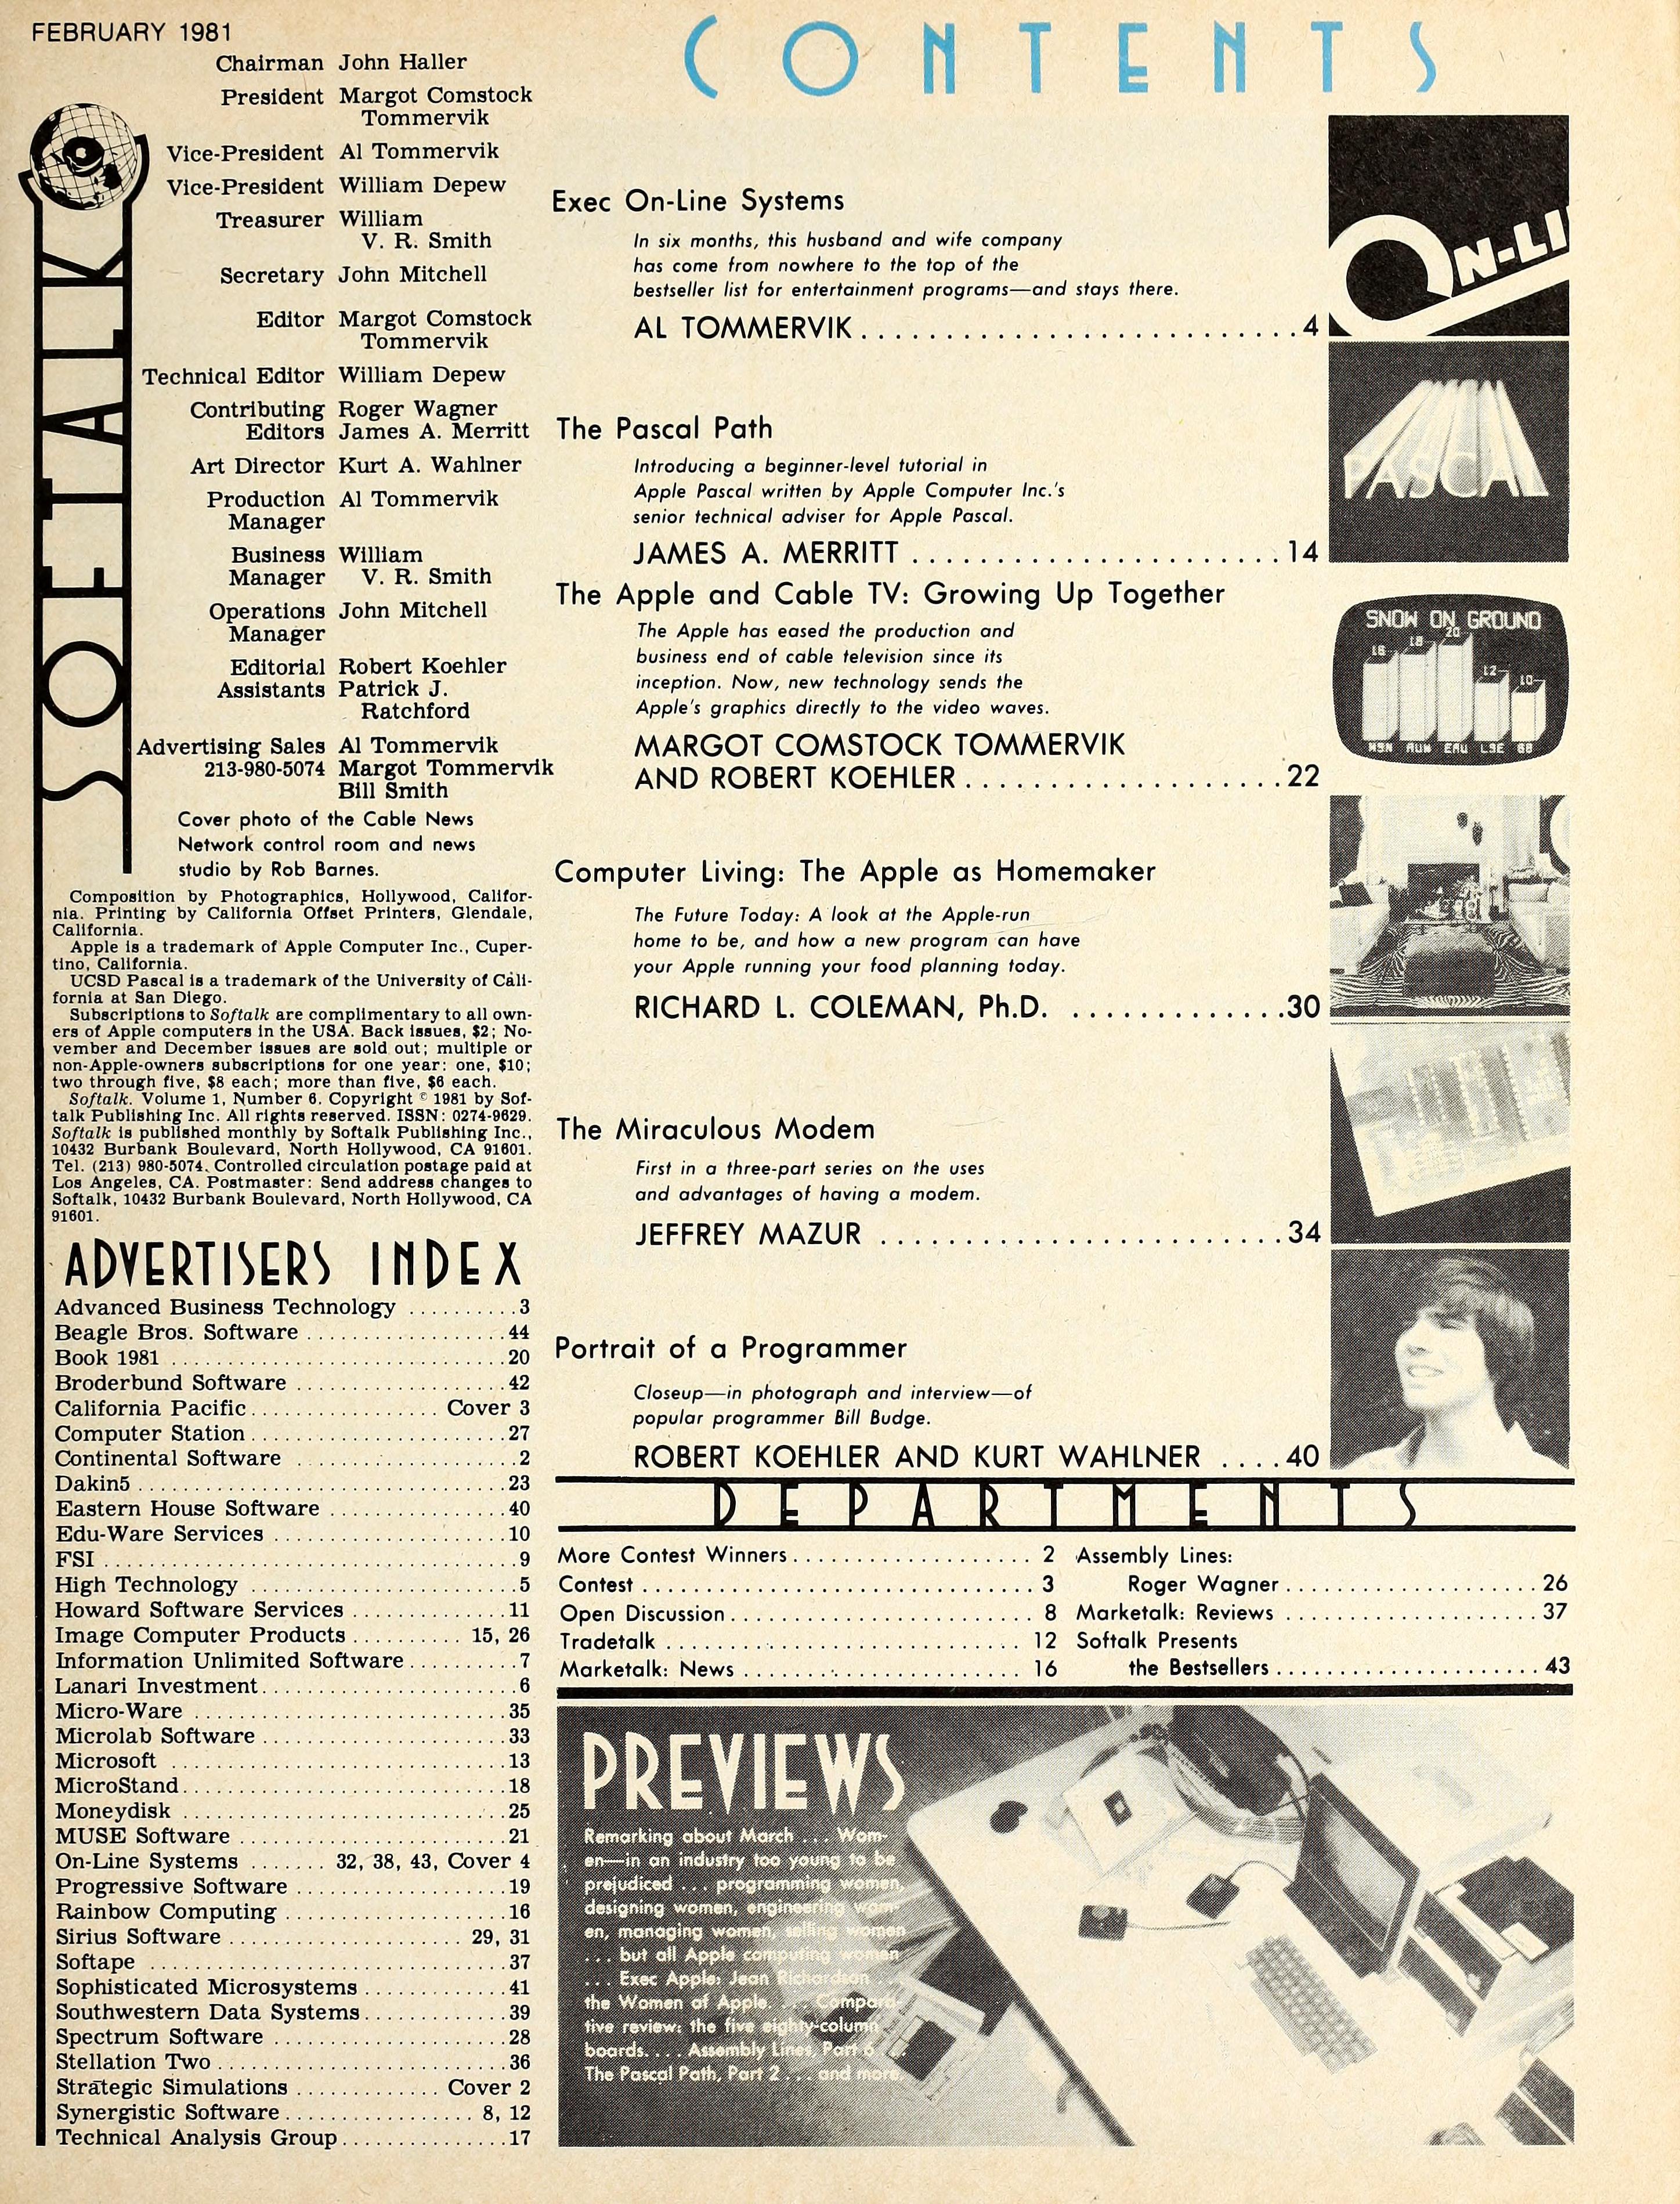 FEBRUARY 1981
SOFTALK
Chairman John Haller
President Margot Comstock
Tommervik
Vice-President Al Tommervik
Vice-President William Depew
Treasurer William
V. R. Smith
Secretary John Mitchell
Editor Margot Comstock
Tommervik
Technical Editor William Depew
Contributing Roger Wagner
Editors James A. Merritt
Art Director Kurt A. Wahlner
Production Al Tommervik
Manager
Business William
Manager V. R. Smith
Operations John Mitchell
Manager
Editorial Robert Koehler
Assistants Patrick J.
Ratchford
Advertising Sales Al Tommervik
213-980-5074 Margot Tommervik
Bill Smith
Cover photo of the Cable News
Network control room and news
studio by Rob Barnes.
Composition by Photographics, Hollywood, Califor-
nia. Printing by California Offset Printers, Glendale,
California.
Apple is a trademark of Apple Computer Inc., Cuper-
tino, California.
UCSD Pascal is a trademark of the University of Cali-
fornia at San Diego.
Subscriptions to Softalk are complimentary to all own-
ers of Apple computers in the USA. Back issues, $2; No-
vember and December issues are sold out; multiple or
non-Apple-owners subscriptions for one year: one, $10;
two through five, $8 each; more than five, $6 each.
Softalk. Volume 1, Number 6. Copyright © 1981 by Sof-
talk Publishing Inc. All rights reserved. ISSN: 0274-9629.
Softalk is published monthly by Softalk Publishing Inc.,
10432 Burbank Boulevard, North Hollywood, CA 91601.
Tel. (213) 980-5074. Controlled circulation postage paid at
Los Angeles, CA. Postmaster: Send address changes to
Softalk, 10432 Burbank Boulevard, North Hollywood, CA
91601.
ADVERTISERS INDEX
Advanced Business Technology ..........3
Beagle Bros. Software ..................44
Book 1981 ..............................20
Broderbund Software ...................42
California Pacific ................. Cover 3
Computer Station .......................27
Continental Software ....................2
Dakin5 .................................23
Eastern House Software ................40
Edu-Ware Services .....................10
FSI .....................................9
High Technology ........................5
Howard Software Services ..............11
Image Computer Products .......... 15, 26
Information Unlimited Software ..........7
Lanari Investment .......................6
Micro-Ware ............................35
Microlab Software ......................33
Microsoft ..............................13
MicroStand .............................18
Moneydisk .............................25
MUSE Software ........................21
On-Line Systems ....... 32, 38, 43, Cover 4
Progressive Software ...................19
Rainbow Computing ....................16
Sirius Software ..................... 29, 31
Softape ................................37
Sophisticated Microsystems .............41
Southwestern Data Systems .............39
Spectrum Software .....................28
Stellation Two ..........................36
Strategic Simulations ............. Cover 2
Synergistic Software ................. 8, 12
Technical Analysis Group ...............17
CONTENTS
Exec On-Line Systems
In six months, this husband and wife company
has come from nowhere to the top of the
bestseller list for entertainment programs—and stays there.
AL TOMMERVIK ..........................4
ON-LI
The Pascal Path
Introducing a beginner-level tutorial in
Apple Pascal written by Apple Computer Inc.'s
senior technical adviser for Apple Pascal.
JAMES A. MERRITT ......................14
PASCAL
The Apple and Cable TV: Growing Up Together
The Apple has eased the production and
business end of cable television since its
inception. Now, new technology sends the
Apple's graphics directly to the video waves.
MARGOT COMSTOCK TOMMERVIK
AND ROBERT KOEHLER ...................22
SNOW ON GROUND
16 18 20 12 10
MSN AUW EAU LSE GB
Computer Living: The Apple as Homemaker
The Future Today: A look at the Apple-run
home to be, and how a new program can have
your Apple running your food planning today.
RICHARD L. COLEMAN, Ph.D. .............30
The Miraculous Modem
First in a three-part series on the uses
and advantages of having a modem.
JEFFREY MAZUR ........................34
Portrait of a Programmer
Closeup—in photograph and interview—of
popular programmer Bill Budge.
ROBERT KOEHLER AND KURT WAHLNER ....40
DEPARTMENTS
More Contest Winners ..................... 2
Contest .................................. 3
Open Discussion .......................... 8
Tradetalk ............................... 12
Marketalk: News ......................... 16
Assembly Lines:
Roger Wagner ......................26
Marketalk: Reviews ......................37
Softalk Presents
the Bestsellers .......................43
PREVIEWS
Remarking about March ... Wom-
en—in an industry too young to be
prejudiced ... programming women,
designing women, engineering wom-
en, managing women, selling women
... but all Apple computing women
... Exec Apple: Jean Richardson ...
the Women of Apple. ... Compara-
tive review: the five eighty-column
boards. ... Assembly Lines, Part 6 ...
The Pascal Path, Part 2 ... and more.